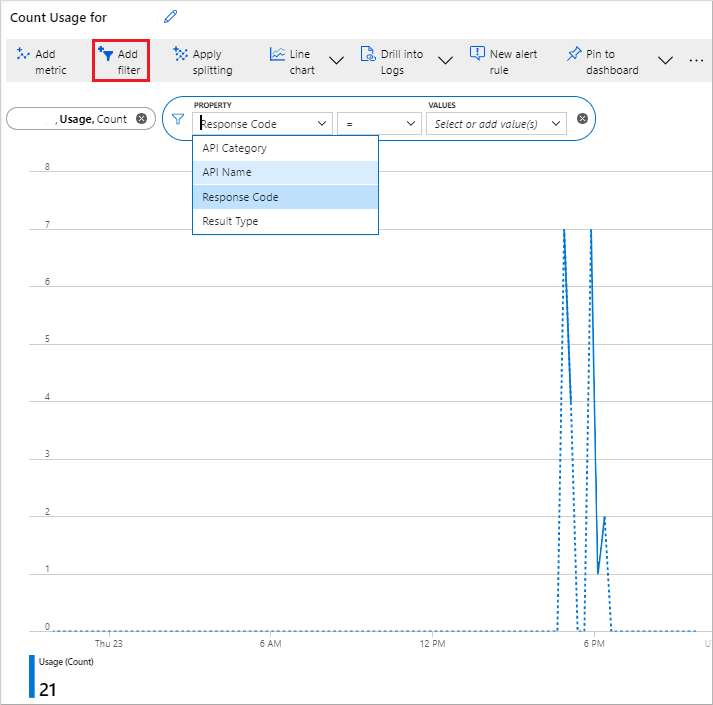 Count Usage for
Add metric
Add filter
Apply splitting
Line chart
Drill into Logs
New alert rule
Pin to dashboard
...
, Usage, Count
PROPERTY
VALUES
Response Code
=
Select or add value(s)
API Category
API Name
Response Code
Result Type
8
7
6
5
4
3
2
1
0
Thu 23
6 AM
12 PM
6 PM
Usage (Count)
21